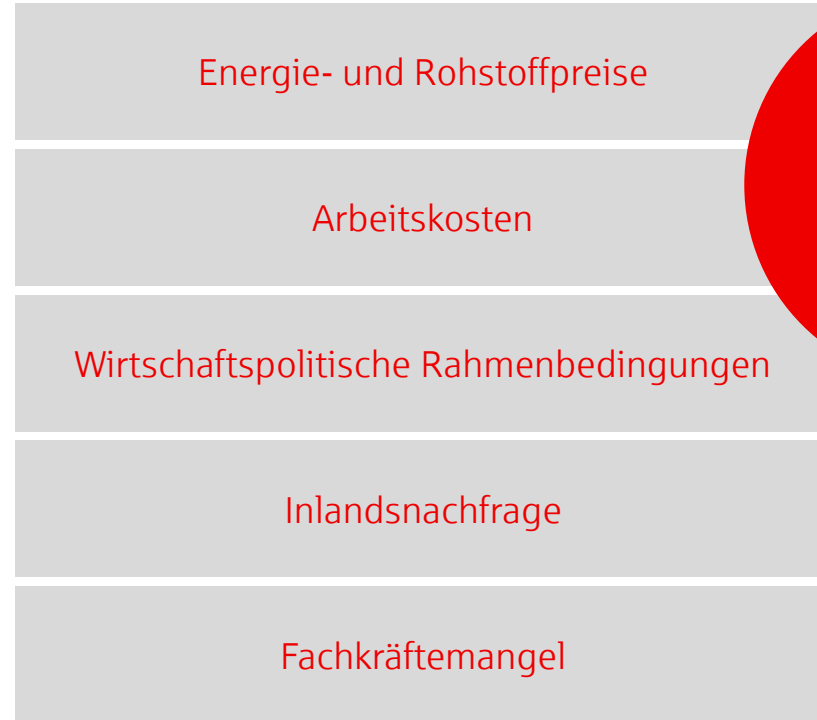 Energie- und Rohstoffpreise
Arbeitskosten
Wirtschaftspolitische Rahmenbedingungen
Inlandsnachfrage
Fachkräftemangel